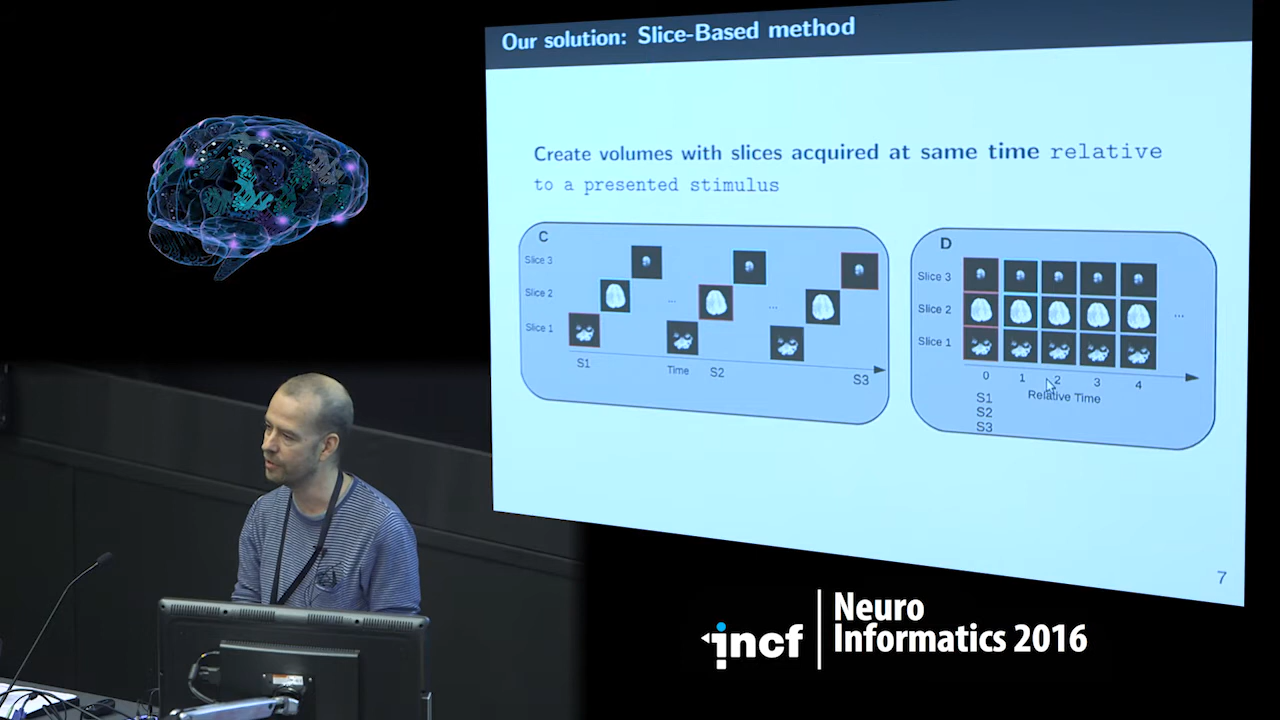 Our solution: Slice-Based method
Create volumes with slices acquired at same time relative
to a presented stimulus
C
Slice 3
Slice 2
Slice 1
...
...
S1
Time
S2
S3
D
Slice 3
Slice 2
Slice 1
...
0 1 2 3 4
Relative Time
S1
S2
S3
7
incf
Neuro
Informatics 2016